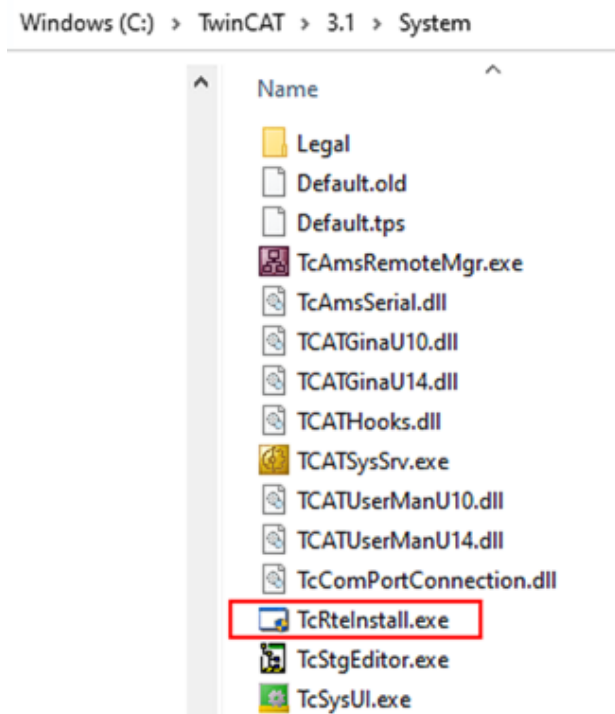 Windows (C:) > TwinCAT > 3.1 > System
Name
Legal
Default.old
Default.tps
TcAmsRemoteMgr.exe
TcAmsSerial.dll
TCATGinaU10.dll
TCATGinaU14.dll
TCATHooks.dll
TCATSysSrv.exe
TCATUserManU10.dll
TCATUserManU14.dll
TcComPortConnection.dll
TcRteInstall.exe
TcStgEditor.exe
TcSysUI.exe